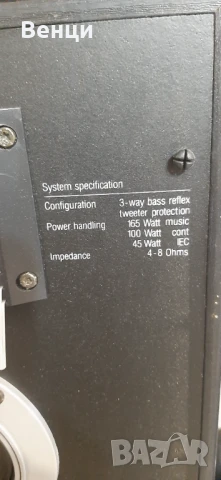 Венци
System specification
Configuration 3-way bass reflex
tweeter protection
Power handling 165 Watt music
100 Watt cont
45 Watt IEC
Impedance 4-8 Ohms
BAZAR